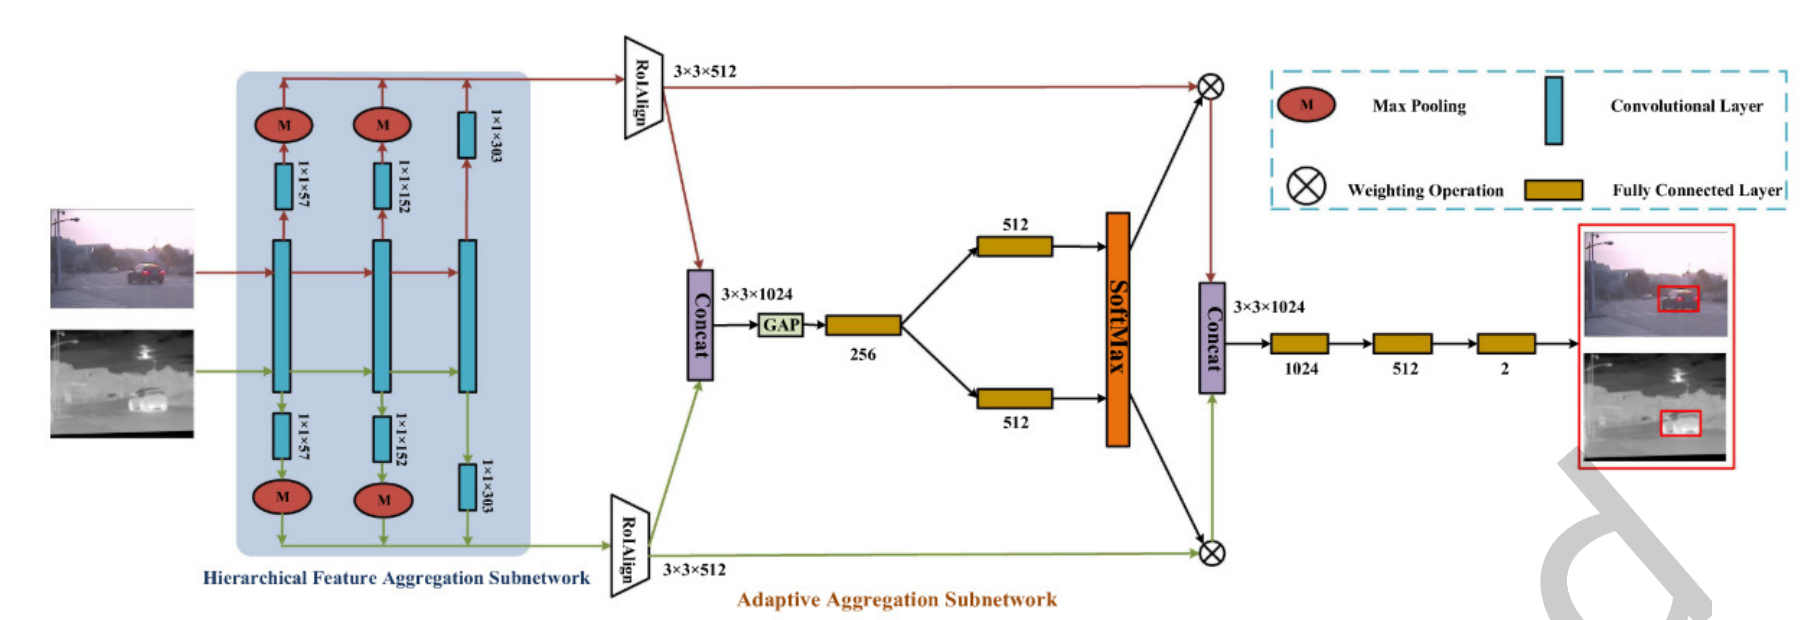 RoIAlign
3×3×512
M
M
1×1×303
1×1×57
1×1×152
M
Max Pooling
Convolutional Layer
Weighting Operation
Fully Connected Layer
512
SoftMax
Concat
3×3×1024
GAP
256
512
Concat
3×3×1024
1024
512
2
1×1×57
1×1×152
1×1×303
M
M
RoIAlign
3×3×512
Hierarchical Feature Aggregation Subnetwork
Adaptive Aggregation Subnetwork